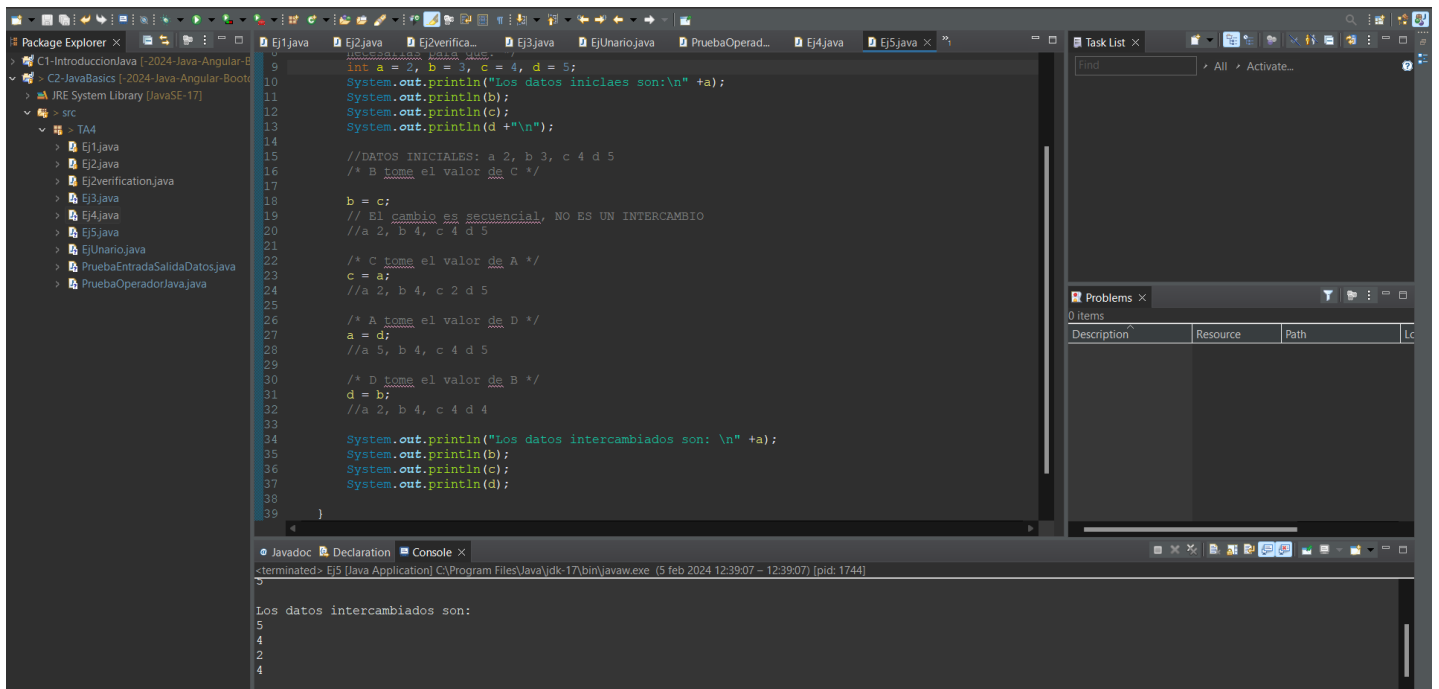 Package Explorer
C1-IntroduccionJava [-2024-Java-Angular-B
> C2-JavaBasics [-2024-Java-Angular-Bootc
JRE System Library [JavaSE-17]
> src
> TA4
Ej1.java
Ej2.java
Ej2verification.java
Ej3.java
Ej4.java
Ej5.java
EjUnario.java
PruebaEntradaSalidaDatos.java
PruebaOperadorJava.java
Ej1.java Ej2.java Ej2verifica... Ej3.java EjUnario.java PruebaOperad... Ej4.java Ej5.java
9 int a = 2, b = 3, c = 4, d = 5;
10 System.out.println("Los datos iniclaes son:\n" +a);
11 System.out.println(b);
12 System.out.println(c);
13 System.out.println(d +"\n");
14
15 //DATOS INICIALES: a 2, b 3, c 4 d 5
16 /* B tome el valor de C */
17
18 b = c;
19 // El cambio es secuencial, NO ES UN INTERCAMBIO
20 //a 2, b 4, c 4 d 5
21
22 /* C tome el valor de A */
23 c = a;
24 //a 2, b 4, c 2 d 5
25
26 /* A tome el valor de D */
27 a = d;
28 //a 5, b 4, c 4 d 5
29
30 /* D tome el valor de B */
31 d = b;
32 //a 2, b 4, c 4 d 4
33
34 System.out.println("Los datos intercambiados son: \n" +a);
35 System.out.println(b);
36 System.out.println(c);
37 System.out.println(d);
38
39 }
Task List
Find All Activate...
Problems
0 items
Description Resource Path Lc
Javadoc Declaration Console
<terminated> Ej5 [Java Application] C:\Program Files\Java\jdk-17\bin\javaw.exe (5 feb 2024 12:39:07 – 12:39:07) [pid: 1744]
Los datos intercambiados son:
5
4
2
4